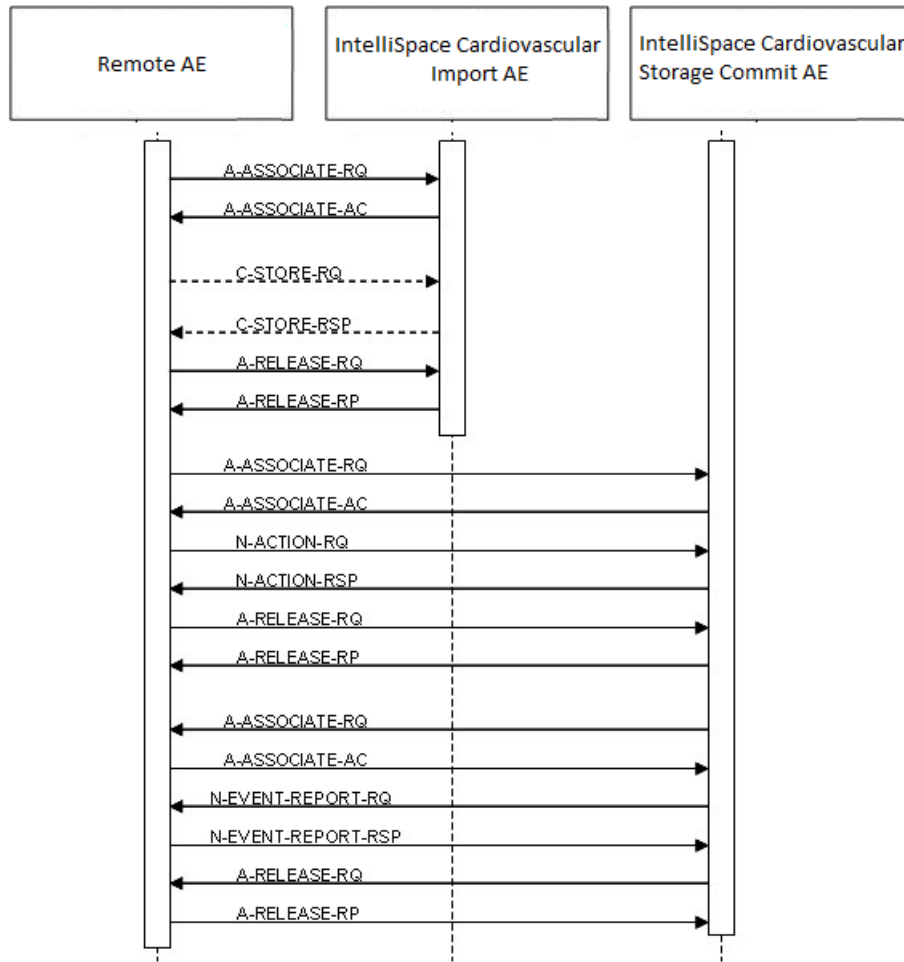 Remote AE
IntelliSpace Cardiovascular
Import AE
IntelliSpace Cardiovascular
Storage Commit AE
A-ASSOCIATE-RQ
A-ASSOCIATE-AC
C-STORE-RQ
C-STORE-RSP
A-RELEASE-RQ
A-RELEASE-RP
A-ASSOCIATE-RQ
A-ASSOCIATE-AC
N-ACTION-RQ
N-ACTION-RSP
A-RELEASE-RQ
A-RELEASE-RP
A-ASSOCIATE-RQ
A-ASSOCIATE-AC
N-EVENT-REPORT-RQ
N-EVENT-REPORT-RSP
A-RELEASE-RQ
A-RELEASE-RP